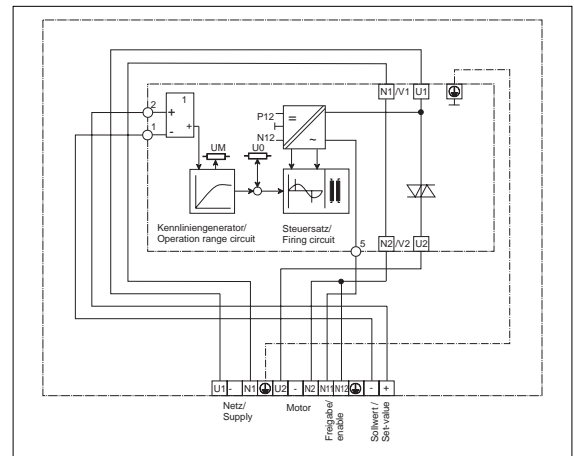 N1 /V1 U1
2 + 1
1 - +
P12 =
N12 ~
UM U0
Kennliniengenerator/
Operation range circuit
Steuersatz/
Firing circuit
5
N2 /V2 U2
U1 - N1 U2 - N2 N11 N12 - +
Netz/
Supply
Motor
Freigabe/
enable
Sollwert /
Set-value